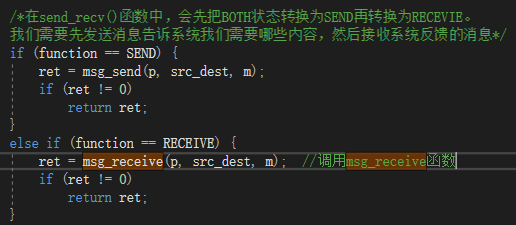 /*在send_recv()函数中，会先把BOTH状态转换为SEND再转换为RECEVIE。
我们需要先发送消息告诉系统我们需要哪些内容，然后接收系统反馈的消息*/
if (function == SEND) {
ret = msg_send(p, src_dest, m);
if (ret != 0)
return ret;
}
else if (function == RECEIVE) {
ret = msg_receive(p, src_dest, m);  //调用msg_receive函数
if (ret != 0)
return ret;
}